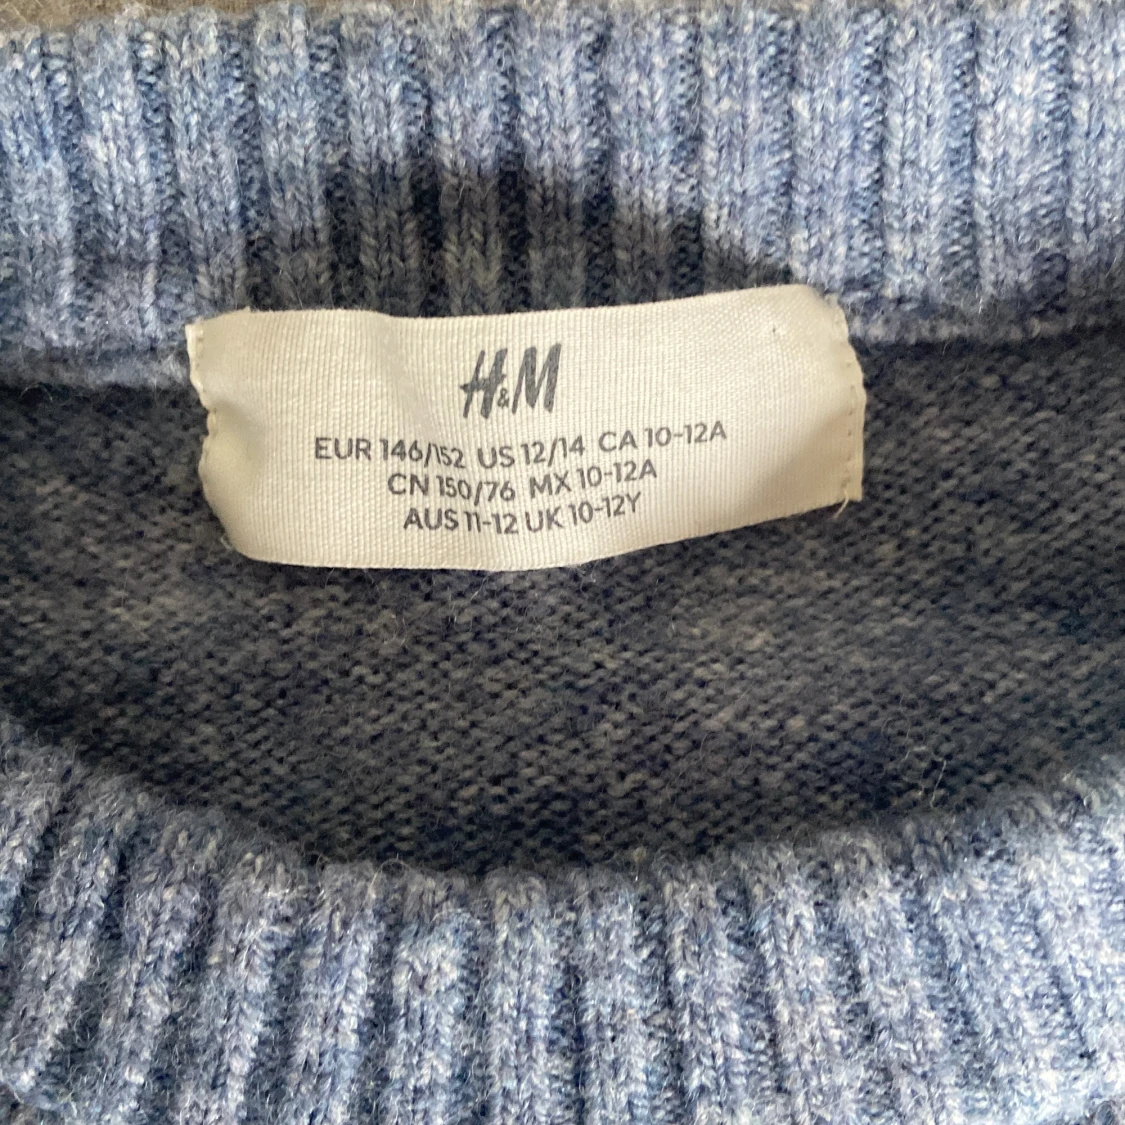 H&M
EUR 146/152 US 12/14 CA 10-12A
CN 150/76 MX 10-12A
AUS 11-12 UK 10-12Y